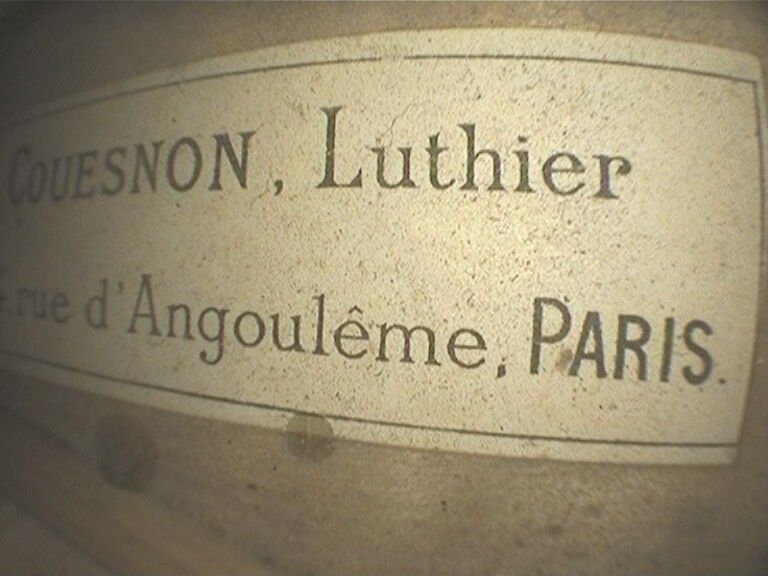 COUESNON, Luthier
rue d'Angoulême, PARIS.